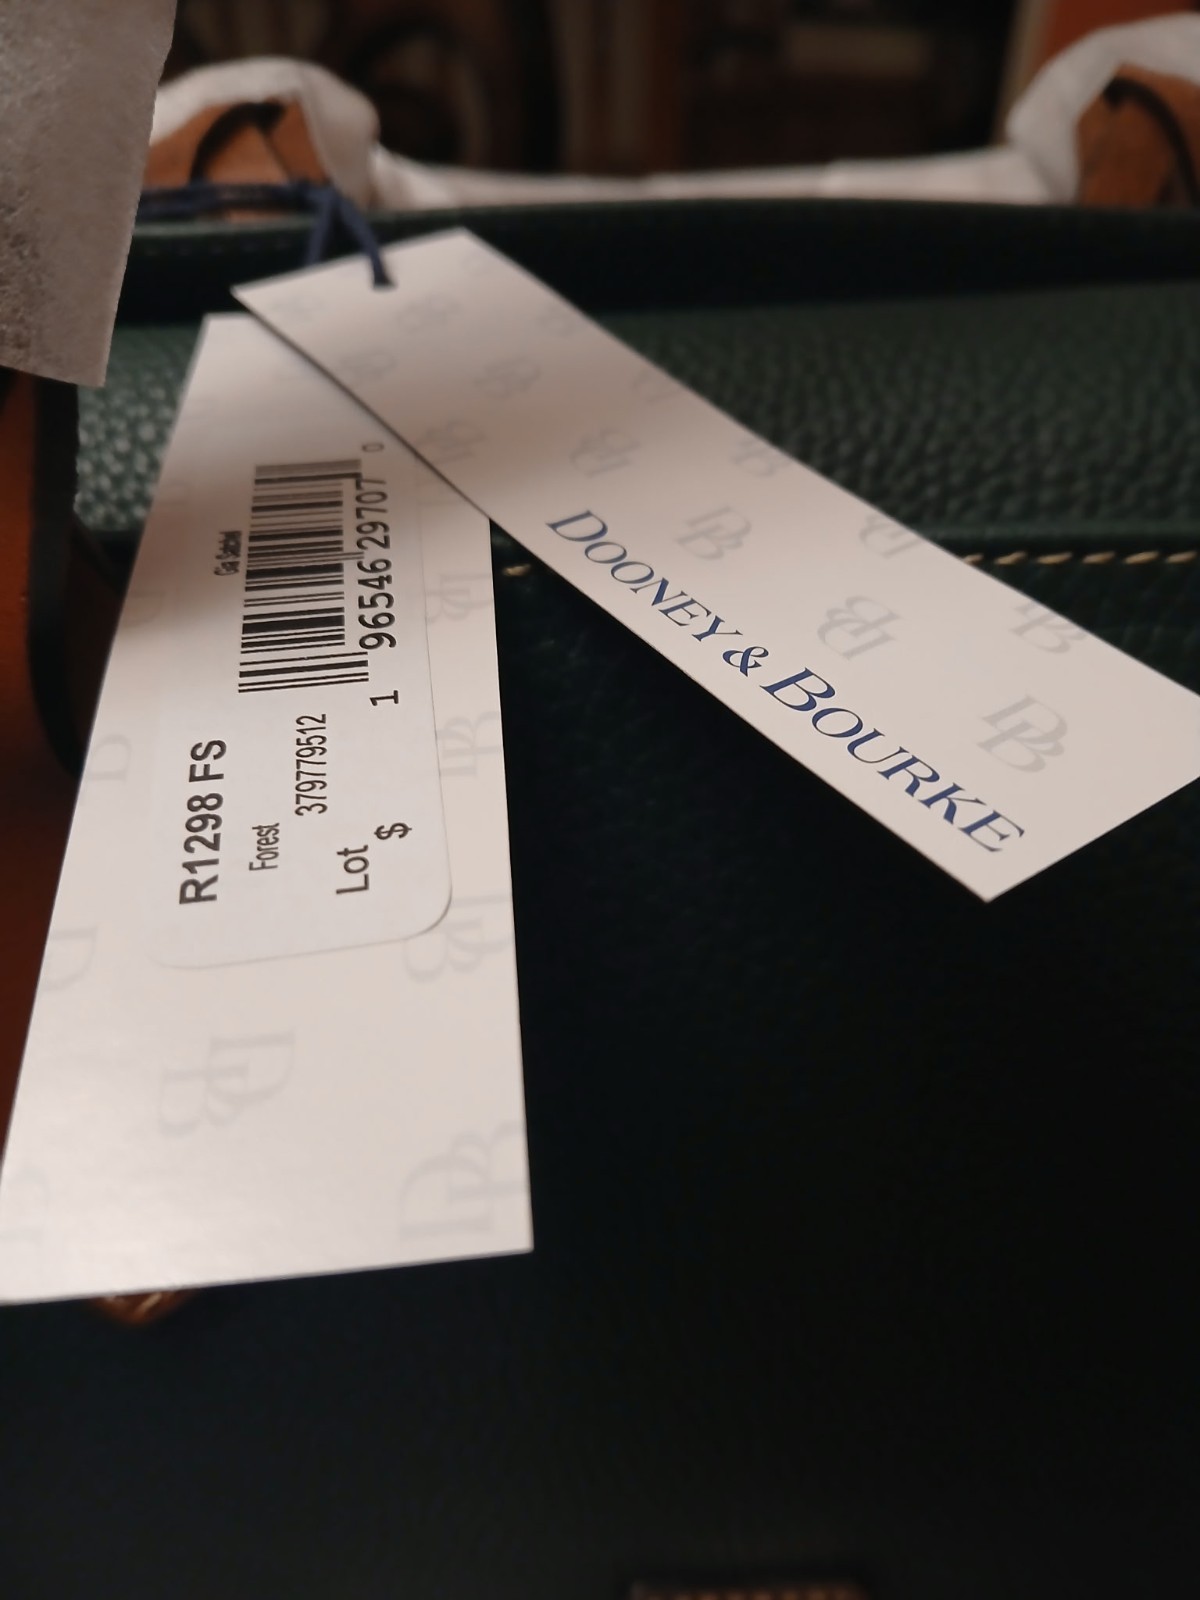 R1298 FS
Forest
379779512
Lot
$
1 96546 29707 0
DOONEY & BOURKE